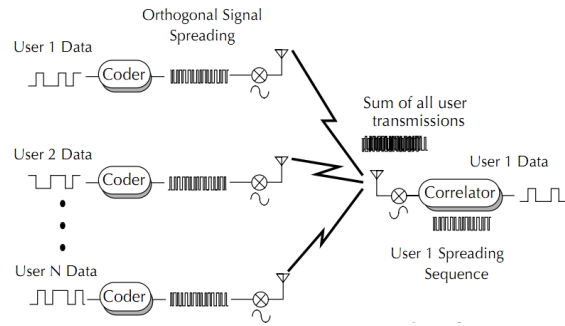 Orthogonal Signal
Spreading
User 1 Data
Coder
Sum of all user
transmissions
User 2 Data
Coder
User 1 Data
Correlator
User 1 Spreading
Sequence
User N Data
Coder